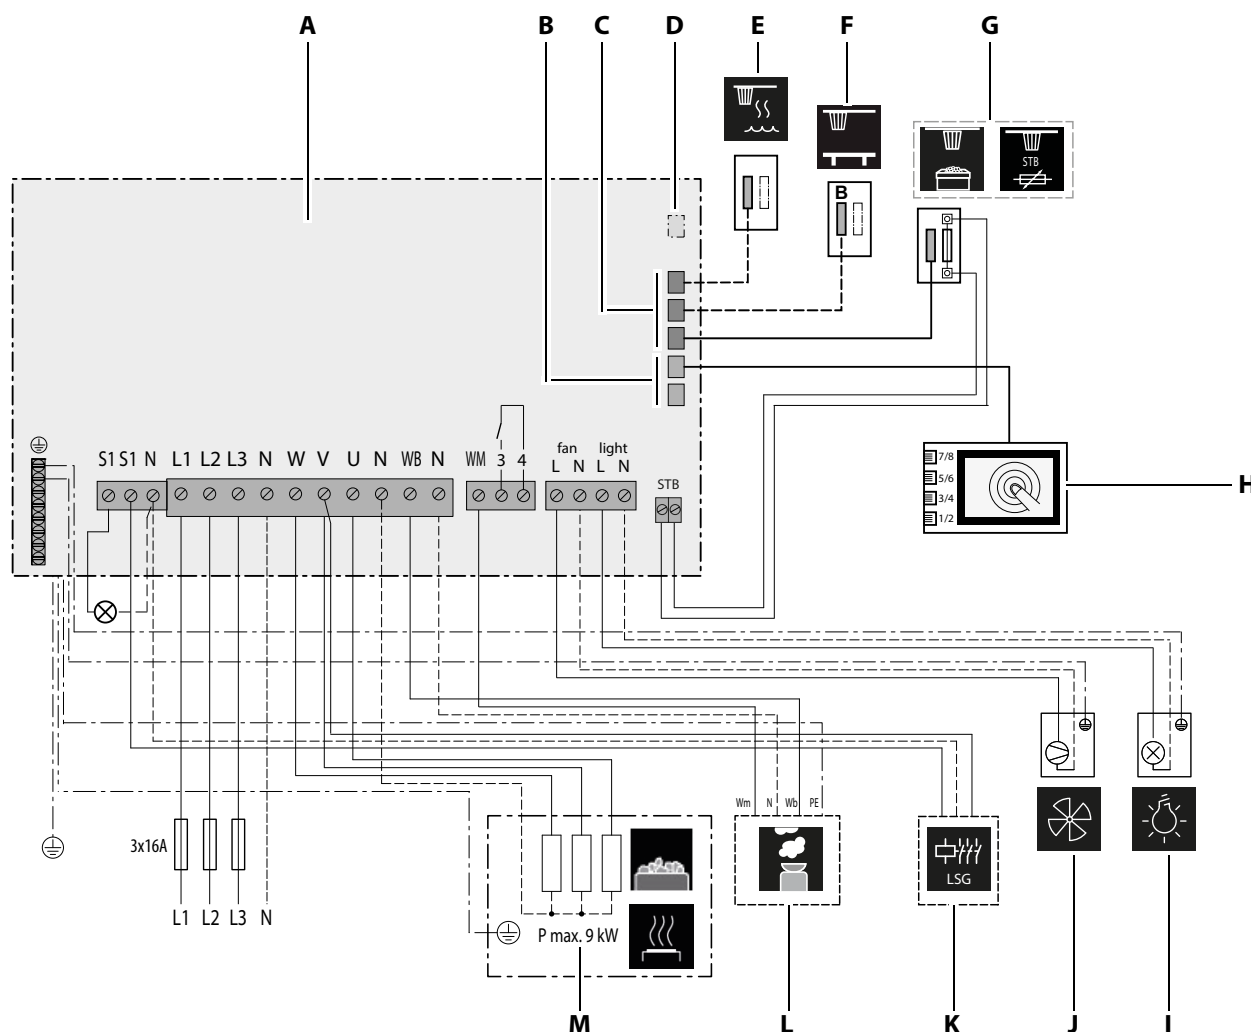 A B C D E F G
STB
B
7/8
5/6
3/4
1/2
H
fan light
S1 S1 N L1 L2 L3 N W V U N WB N WM 3 4 L N L N
STB
3x16A
Wm N Wb PE
LSG
L1 L2 L3 N
P max. 9 kW
M L K J I